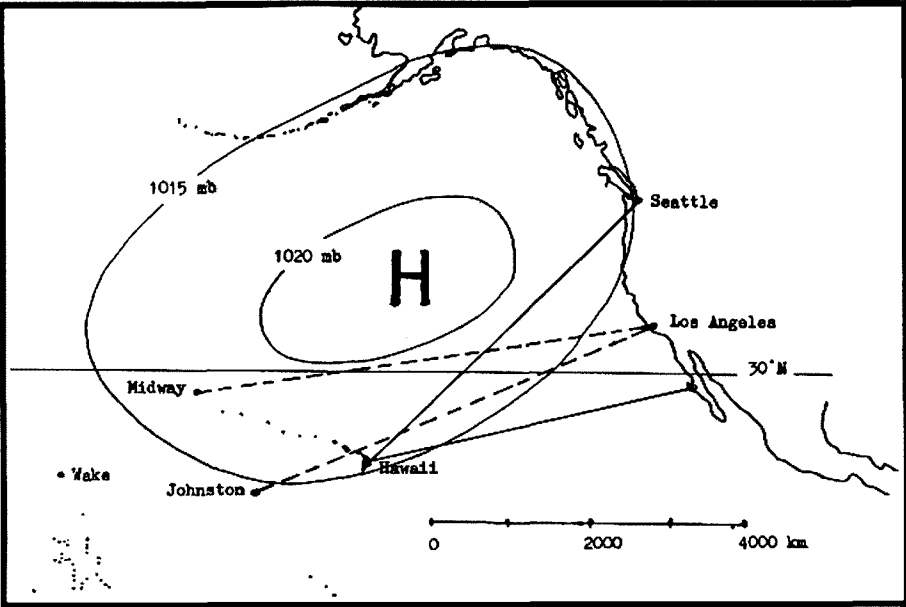 1015 mb
Seattle
1020 mb
H
Los Angeles
30°N
Midway
Hawaii
Wake
Johnston
0 2000 4000 km